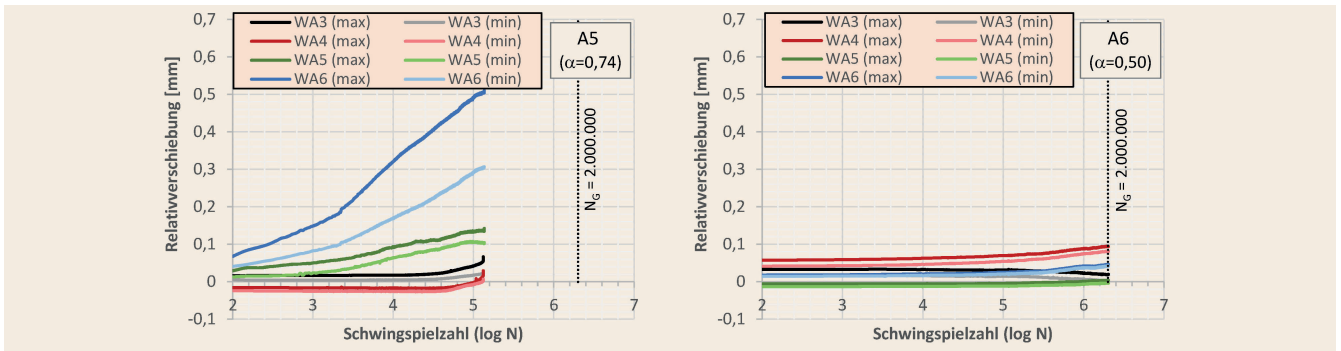 0,7
0,6
0,5
0,4
0,3
0,2
0,1
0
-0,1
Relativverschiebung [mm]
WA3 (max) WA3 (min)
WA4 (max) WA4 (min)
WA5 (max) WA5 (min)
WA6 (max) WA6 (min)
A5
(α=0,74)
N_G = 2.000.000
2 3 4 5 6 7
Schwingspielzahl (log N)
0,7
0,6
0,5
0,4
0,3
0,2
0,1
0
-0,1
Relativverschiebung [mm]
WA3 (max) WA3 (min)
WA4 (max) WA4 (min)
WA5 (max) WA5 (min)
WA6 (max) WA6 (min)
A6
(α=0,50)
N_G = 2.000.000
2 3 4 5 6 7
Schwingspielzahl (log N)